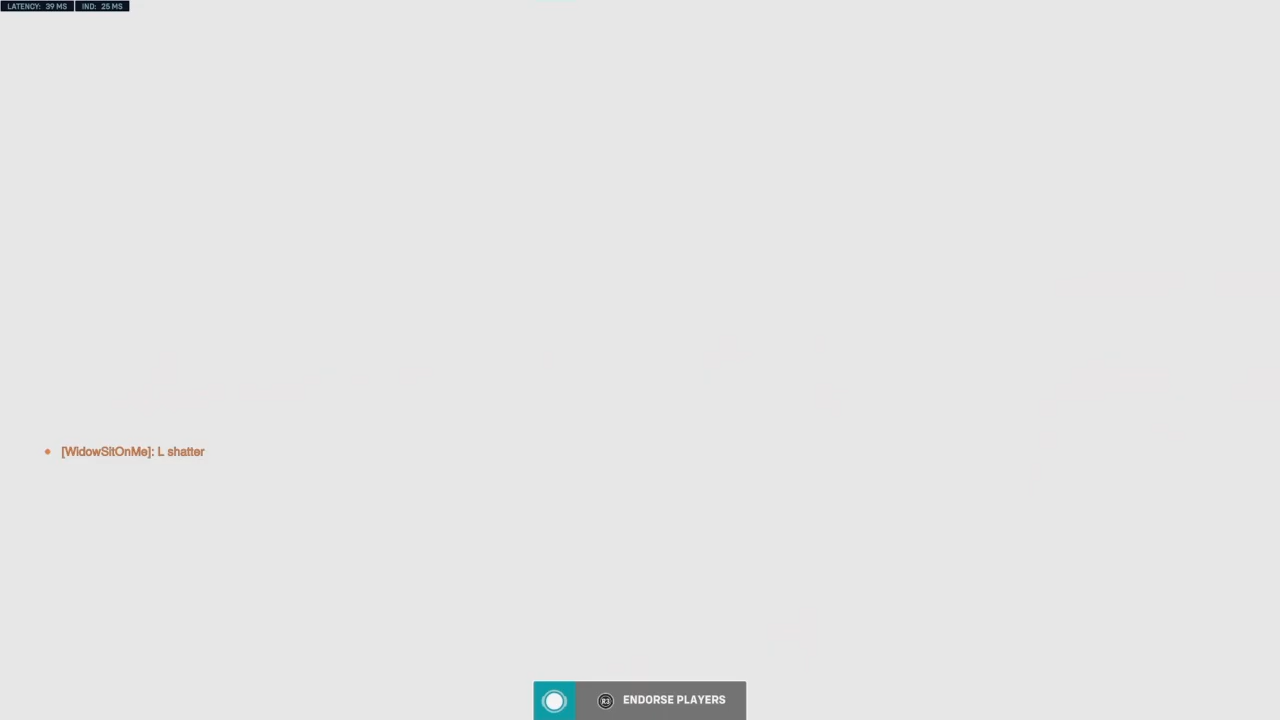 LATENCY: 39 MS IND: 25 MS
[WidowSitOnMe]: L shatter
R3 ENDORSE PLAYERS